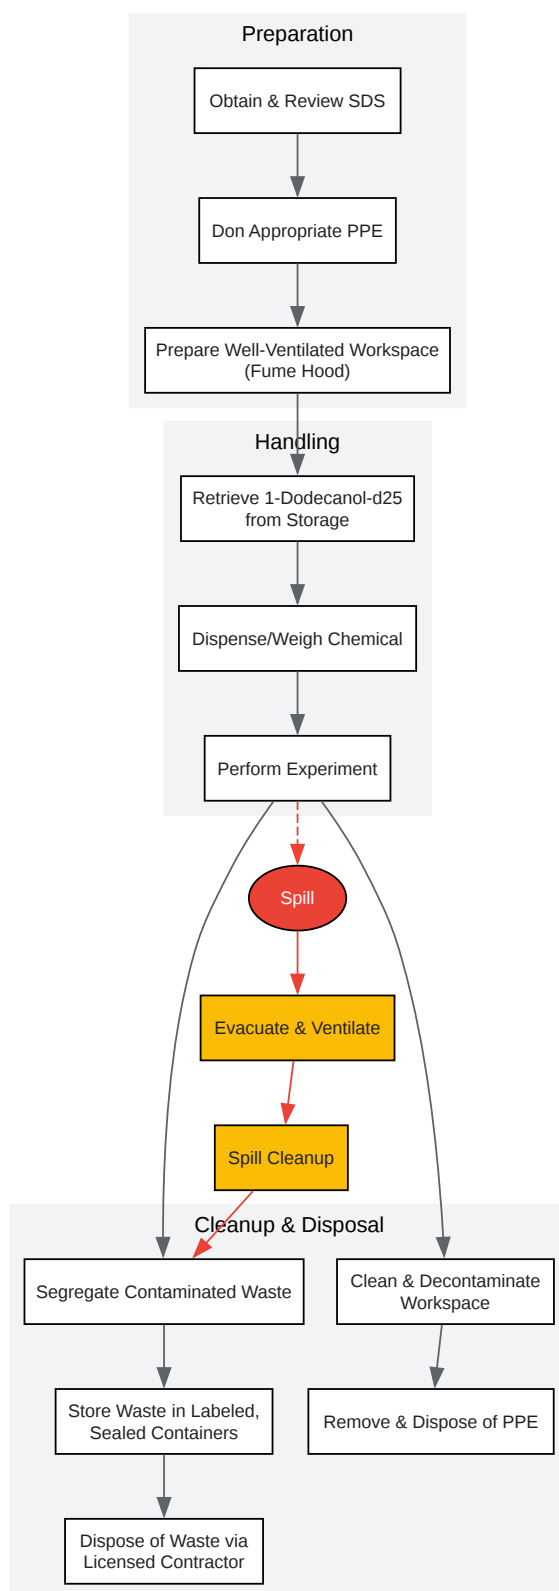 Preparation
Obtain & Review SDS
Don Appropriate PPE
Prepare Well-Ventilated Workspace
(Fume Hood)
Handling
Retrieve 1-Dodecanol-d25
from Storage
Dispense/Weigh Chemical
Perform Experiment
Spill
Evacuate & Ventilate
Spill Cleanup
Cleanup & Disposal
Segregate Contaminated Waste
Clean & Decontaminate
Workspace
Store Waste in Labeled,
Sealed Containers
Remove & Dispose of PPE
Dispose of Waste via
Licensed Contractor